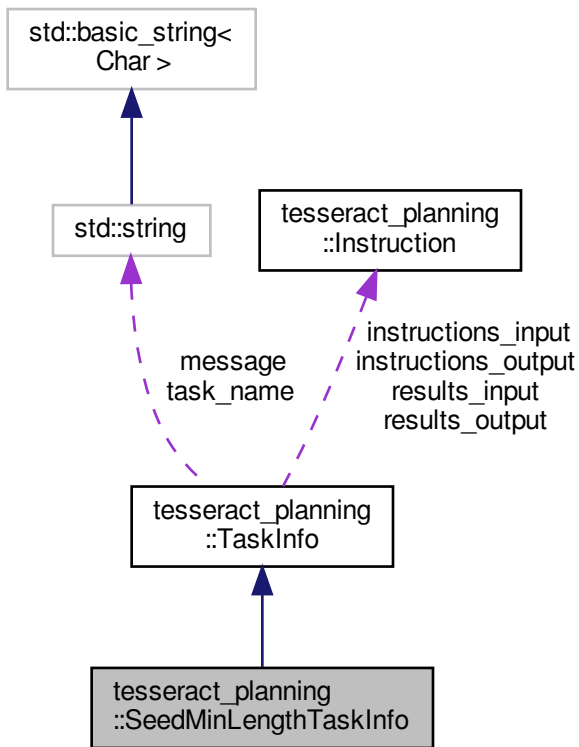 std::basic_string<
Char >
std::string
tesseract_planning
::Instruction
message
task_name
instructions_input
instructions_output
results_input
results_output
tesseract_planning
::TaskInfo
tesseract_planning
::SeedMinLengthTaskInfo